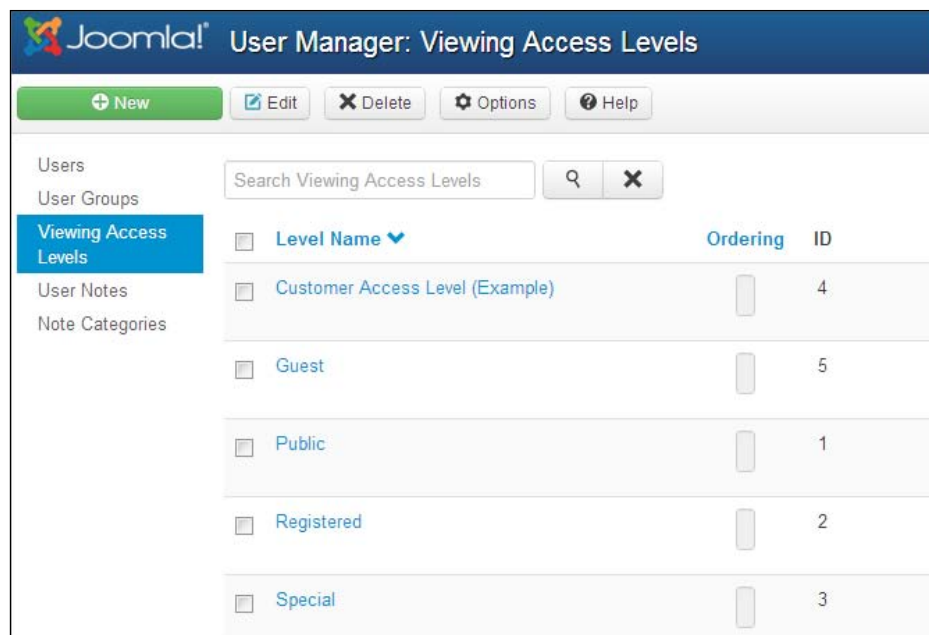 Joomla!® User Manager: Viewing Access Levels
New Edit Delete Options Help
Users
User Groups
Viewing Access
Levels
User Notes
Note Categories
Search Viewing Access Levels
Level Name Ordering ID
Customer Access Level (Example) 4
Guest 5
Public 1
Registered 2
Special 3